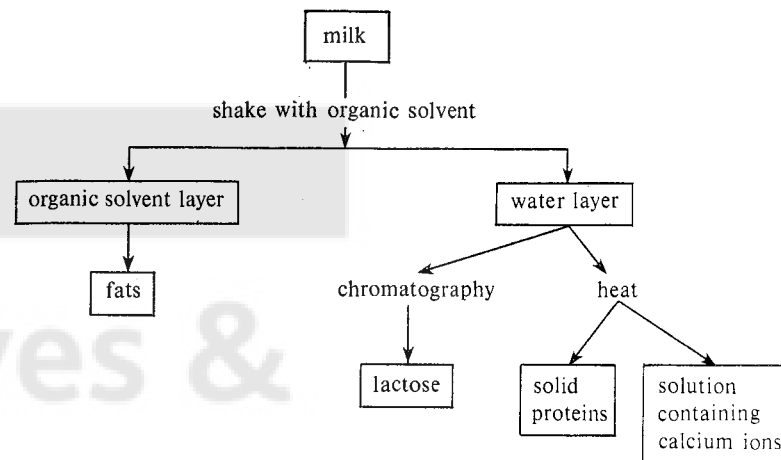 milk
shake with organic solvent
organic solvent layer
water layer
fats
chromatography
heat
lactose
solid
proteins
solution
containing
calcium ions
ves &